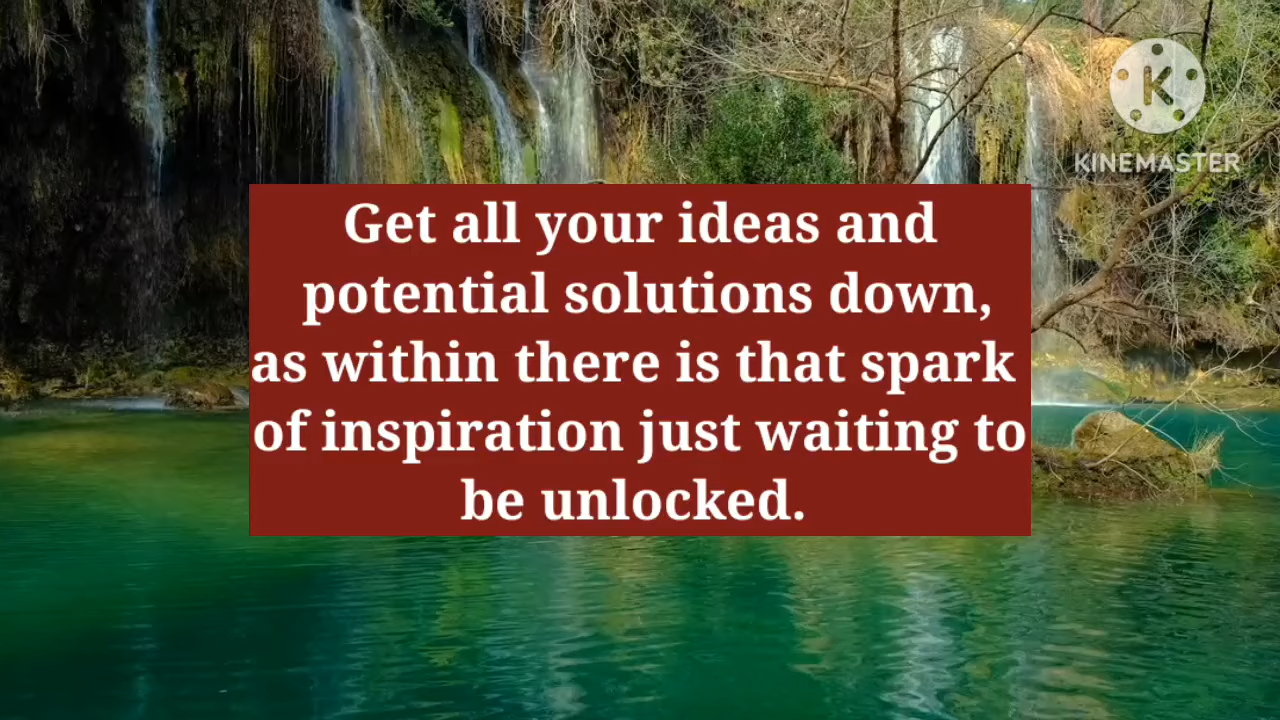 K
KINEMASTER
Get all your ideas and
potential solutions down,
as within there is that spark
of inspiration just waiting to
be unlocked.